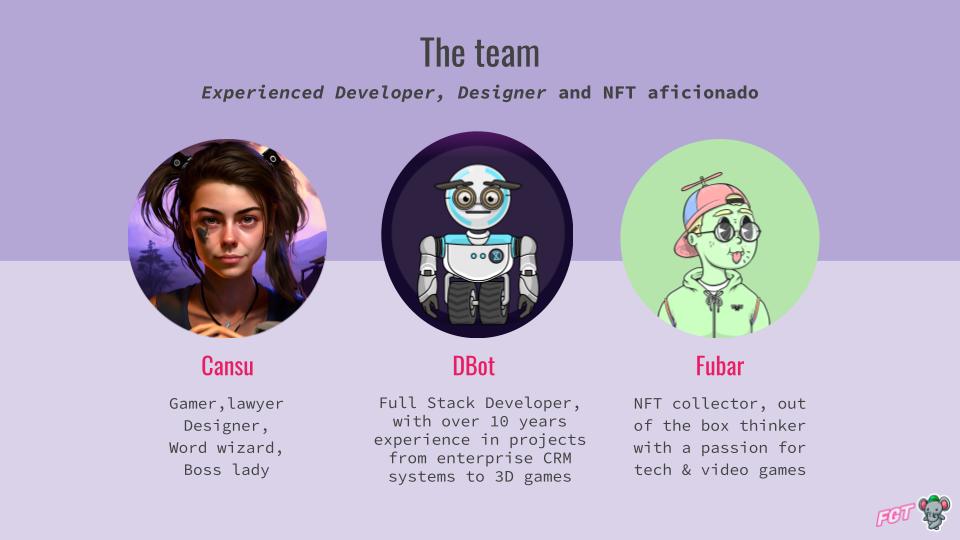 The team
Experienced Developer, Designer and NFT aficionado
Cansu
Gamer,lawyer
Designer,
Word wizard,
Boss lady
DBot
Full Stack Developer,
with over 10 years
experience in projects
from enterprise CRM
systems to 3D games
Fubar
NFT collector, out
of the box thinker
with a passion for
tech & video games
FGT